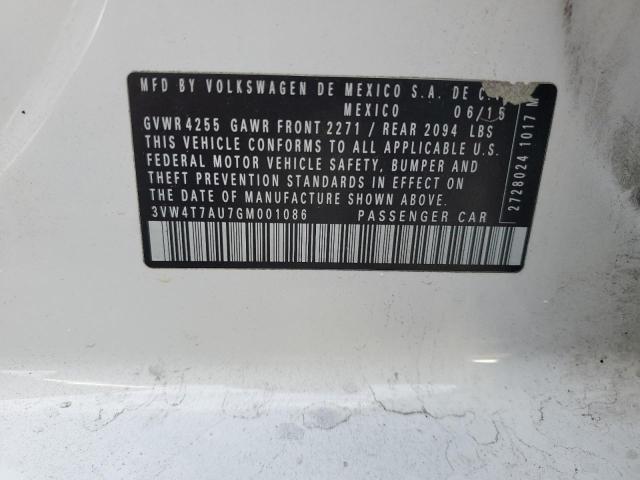 MFD BY VOLKSWAGEN DE MEXICO S.A. DE C.V
MEXICO 06/15
GVWR 4255 GAWR FRONT 2271 / REAR 2094 LBS
THIS VEHICLE CONFORMS TO ALL APPLICABLE U.S.
FEDERAL MOTOR VEHICLE SAFETY, BUMPER AND
THEFT PREVENTION STANDARDS IN EFFECT ON
THE DATE OF MANUFACTURE SHOWN ABOVE.
3VW4T7AU7GM001086 PASSENGER CAR
2728024 1017 M